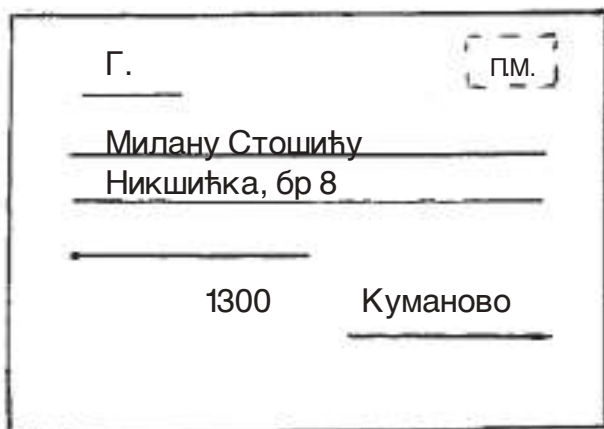 Г.
П.М.
Милану Стошићу
Никшићка, бр 8
1300 Куманово